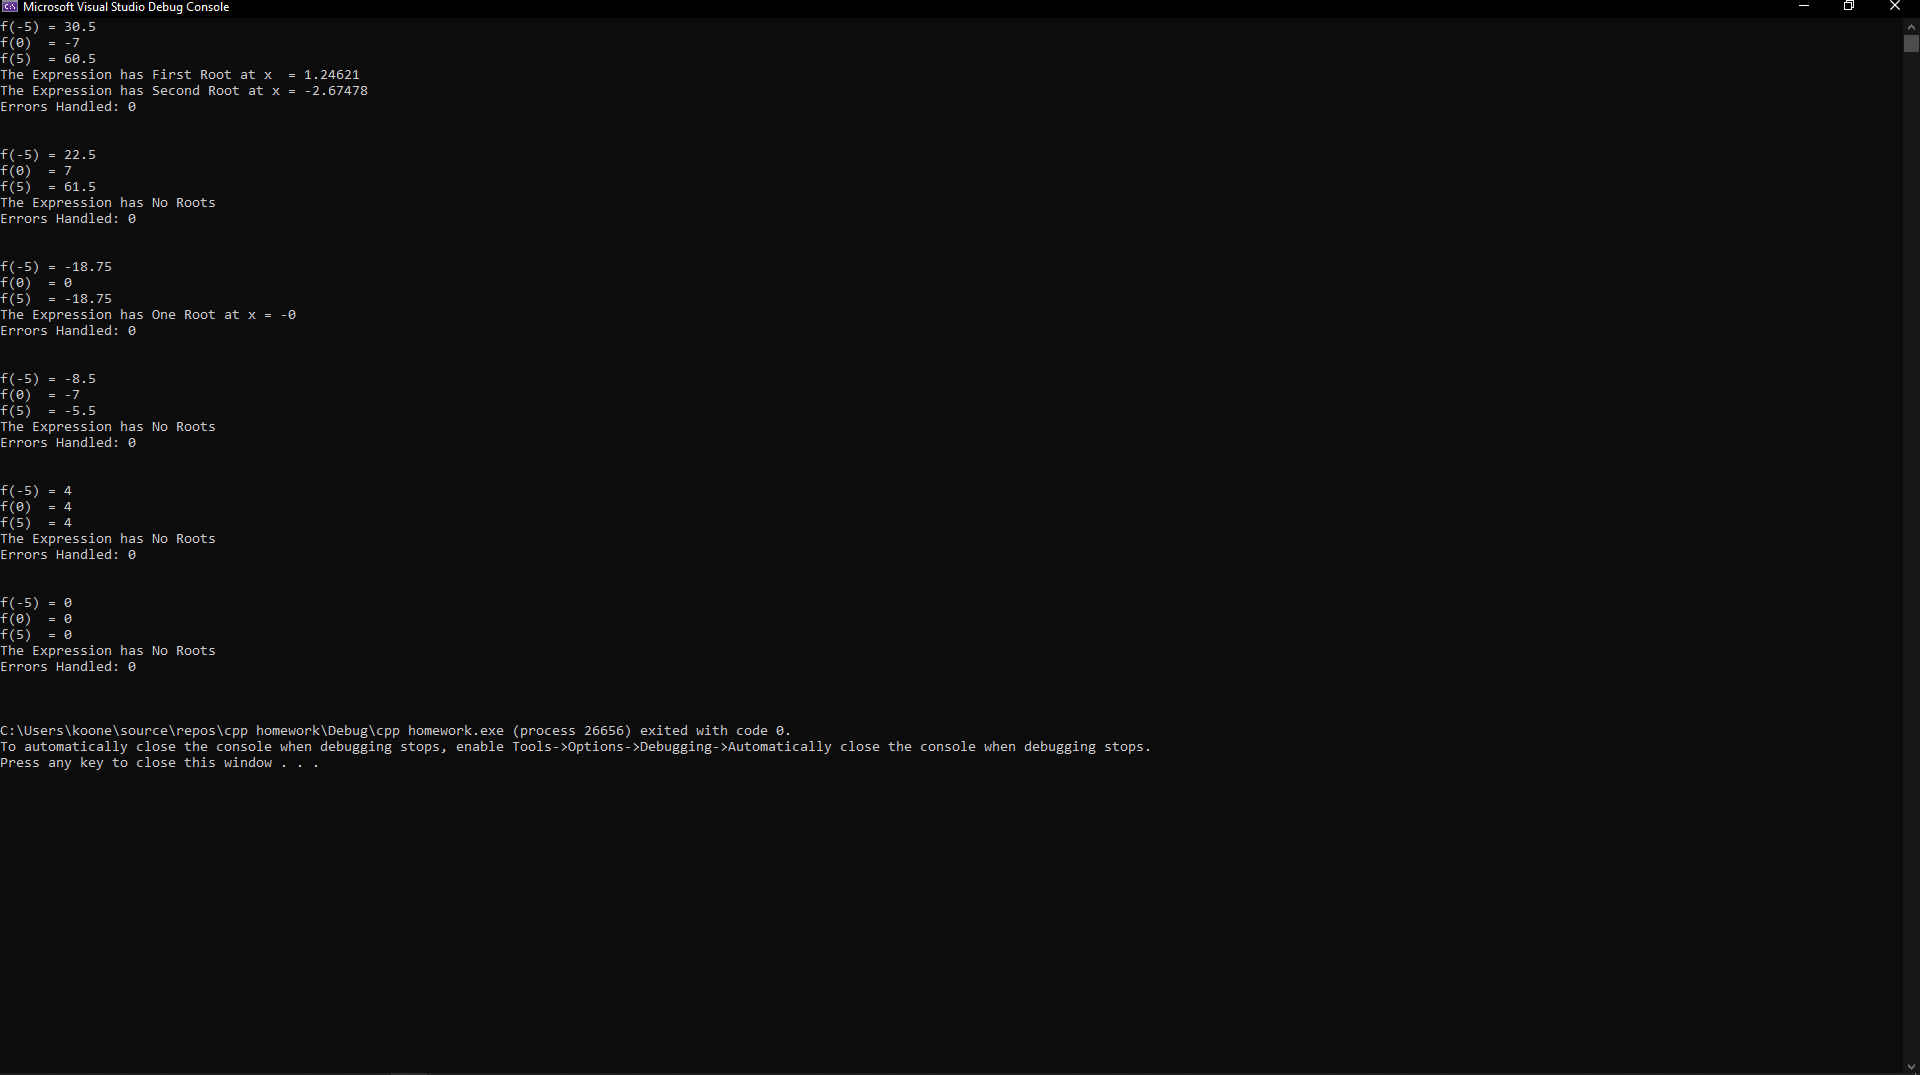 Microsoft Visual Studio Debug Console
f(-5) = 30.5
f(0)  = -7
f(5)  = 60.5
The Expression has First Root at x  = 1.24621
The Expression has Second Root at x = -2.67478
Errors Handled: 0
f(-5) = 22.5
f(0)  = 7
f(5)  = 61.5
The Expression has No Roots
Errors Handled: 0
f(-5) = -18.75
f(0)  = 0
f(5)  = -18.75
The Expression has One Root at x = -0
Errors Handled: 0
f(-5) = -8.5
f(0)  = -7
f(5)  = -5.5
The Expression has No Roots
Errors Handled: 0
f(-5) = 4
f(0)  = 4
f(5)  = 4
The Expression has No Roots
Errors Handled: 0
f(-5) = 0
f(0)  = 0
f(5)  = 0
The Expression has No Roots
Errors Handled: 0
C:\Users\koone\source\repos\cpp homework\Debug\cpp homework.exe (process 26656) exited with code 0.
To automatically close the console when debugging stops, enable Tools->Options->Debugging->Automatically close the console when debugging stops.
Press any key to close this window . . .